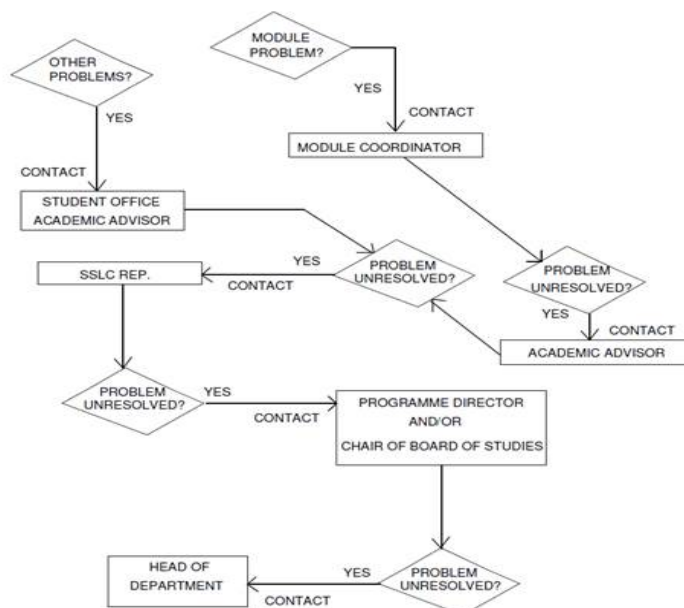 MODULE
PROBLEM?
OTHER
PROBLEMS?
YES
CONTACT
YES
MODULE COORDINATOR
CONTACT
STUDENT OFFICE
ACADEMIC ADVISOR
PROBLEM
UNRESOLVED?
PROBLEM
UNRESOLVED?
YES
CONTACT
SSLC REP.
YES
CONTACT
ACADEMIC ADVISOR
PROBLEM
UNRESOLVED?
YES
CONTACT
PROGRAMME DIRECTOR
AND/OR
CHAIR OF BOARD OF STUDIES
HEAD OF
DEPARTMENT
YES
CONTACT
PROBLEM
UNRESOLVED?